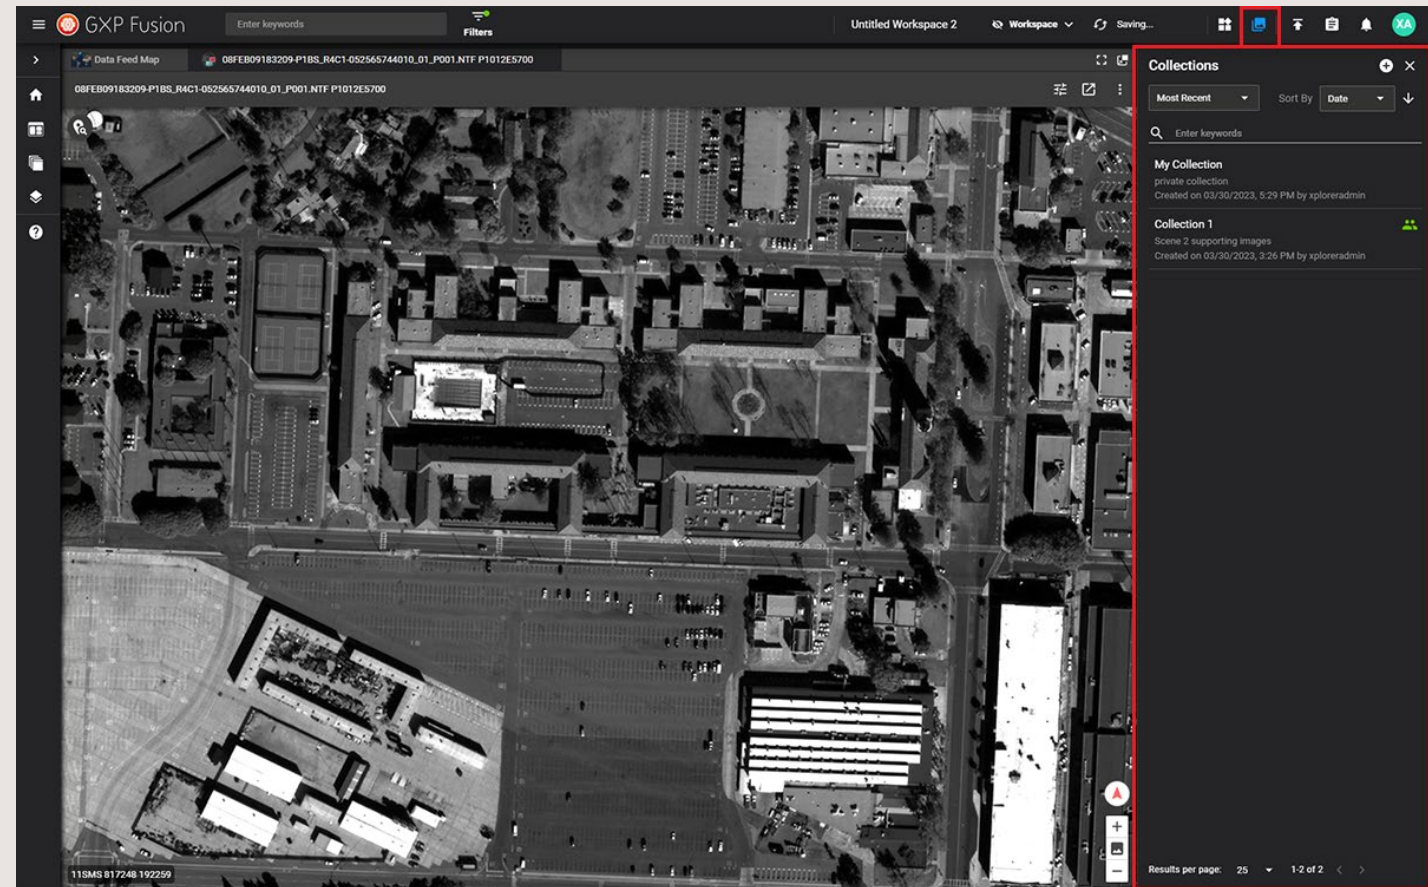 GXP Fusion
Enter keywords
Filters
Untitled Workspace 2
Workspace
Saving...
XA
Data Feed Map
08FEB09183209-P1BS_R4C1-052565744010_01_P001.NTF P1012E5700
08FEB09183209-P1BS_R4C1-052565744010_01_P001.NTF P1012E5700
Collections
Most Recent
Sort By
Date
Enter keywords
My Collection
private collection
Created on 03/30/2023, 5:29 PM by xploreradmin
Collection 1
Scene 2 supporting images
Created on 03/30/2023, 3:26 PM by xploreradmin
11SMS 817248 192259
Results per page: 25 1-2 of 2